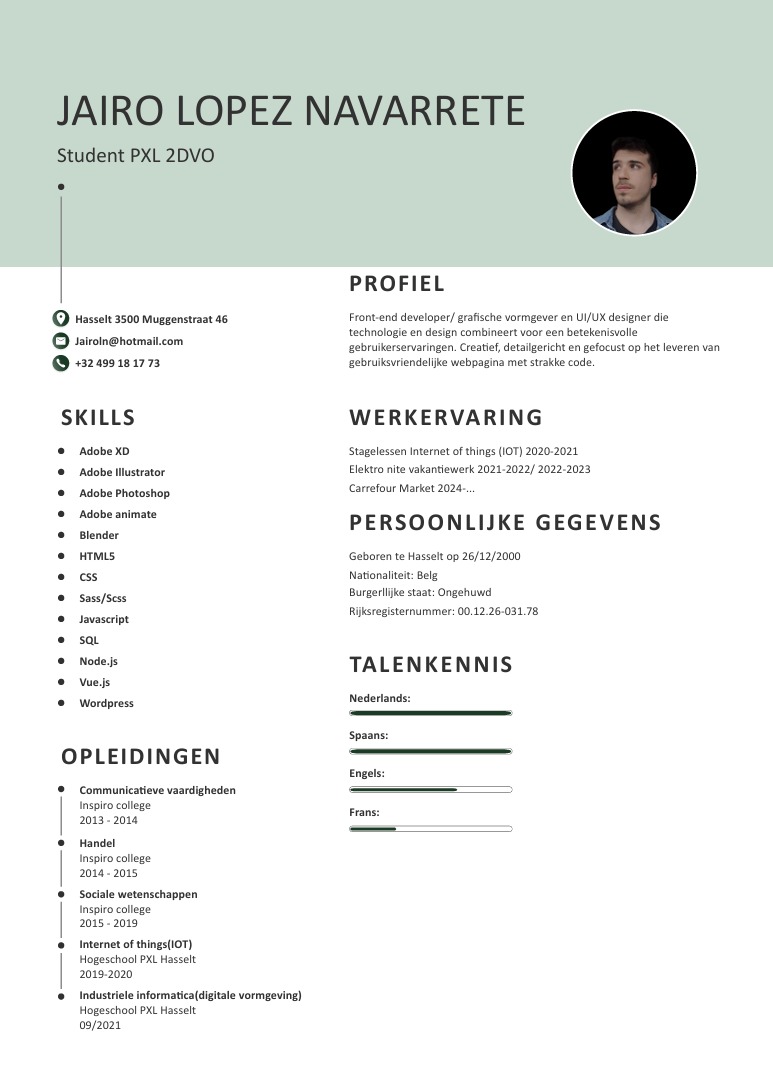 JAIRO LOPEZ NAVARRETE
Student PXL 2DVO
Hasselt 3500 Muggenstraat 46
Jairoln@hotmail.com
+32 499 18 17 73
SKILLS
Adobe XD
Adobe Illustrator
Adobe Photoshop
Adobe animate
Blender
HTML5
CSS
Sass/Scss
Javascript
SQL
Node.js
Vue.js
Wordpress
OPLEIDINGEN
Communicatieve vaardigheden
Inspiro college
2013 - 2014
Handel
Inspiro college
2014 - 2015
Sociale wetenschappen
Inspiro college
2015 - 2019
Internet of things(IOT)
Hogeschool PXL Hasselt
2019-2020
Industriele informatica(digitale vormgeving)
Hogeschool PXL Hasselt
09/2021
PROFIEL
Front-end developer/ grafische vormgever en UI/UX designer die
technologie en design combineert voor een betekenisvolle
gebruikerservaringen. Creatief, detailgericht en gefocust op het leveren van
gebruiksvriendelijke webpagina met strakke code.
WERKERVARING
Stagelessen Internet of things (IOT) 2020-2021
Elektro nite vakantiewerk 2021-2022/ 2022-2023
Carrefour Market 2024-...
PERSOONLIJKE GEGEVENS
Geboren te Hasselt op 26/12/2000
Nationaliteit: Belg
Burgerllijke staat: Ongehuwd
Rijksregisternummer: 00.12.26-031.78
TALENKENNIS
Nederlands:
Spaans:
Engels:
Frans: